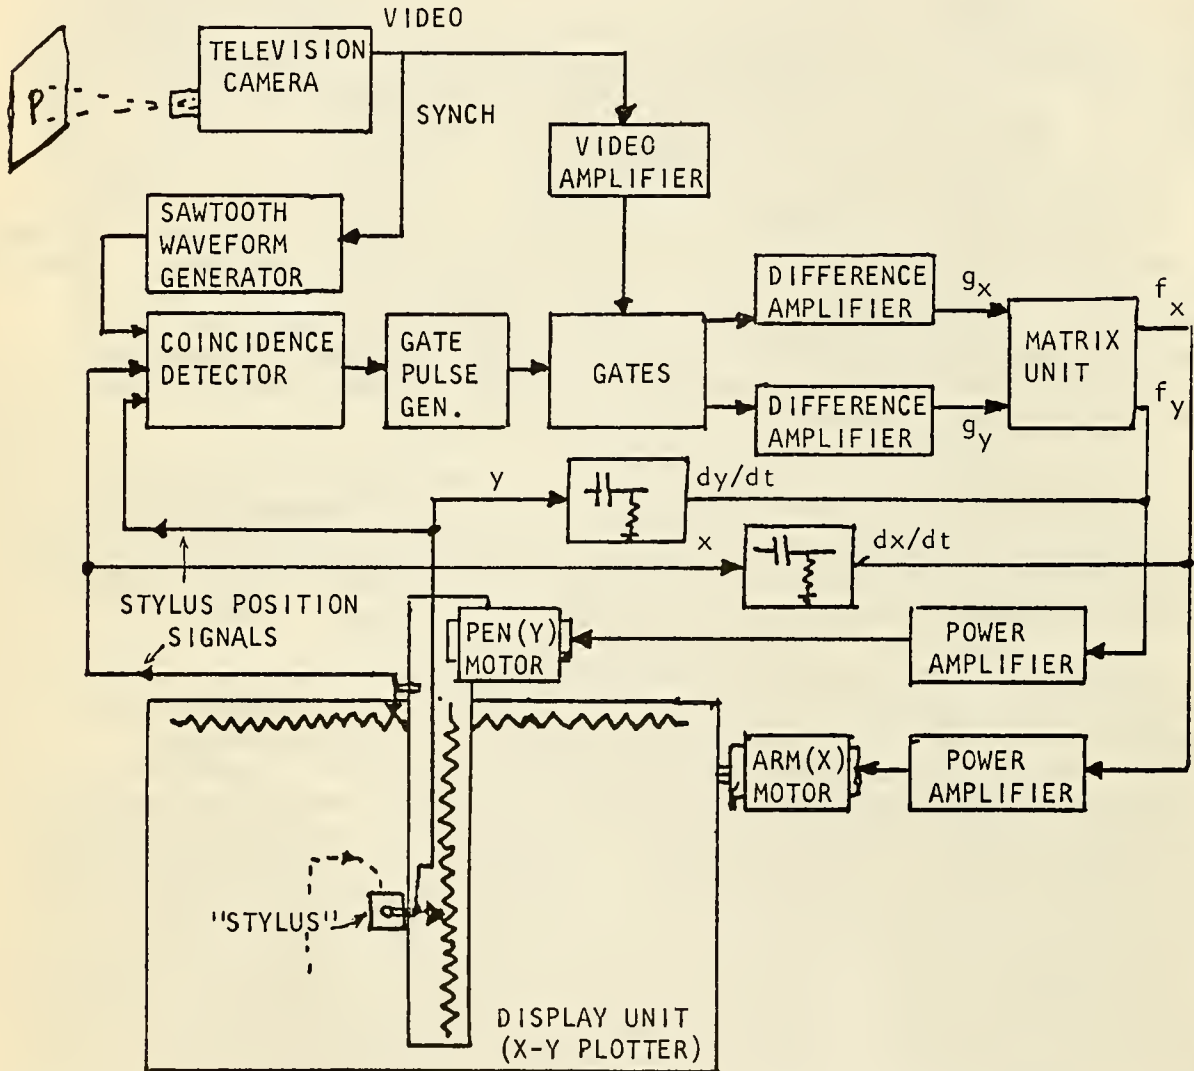 VIDEO
TELEVISION
CAMERA
P
SYNCH
VIDEO
AMPLIFIER
SAWTOOTH
WAVEFORM
GENERATOR
DIFFERENCE
AMPLIFIER
gx
fx
COINCIDENCE
DETECTOR
GATE
PULSE
GEN.
GATES
MATRIX
UNIT
DIFFERENCE
AMPLIFIER
gy
fy
y
dy/dt
x
dx/dt
STYLUS POSITION
SIGNALS
PEN(Y)
MOTOR
POWER
AMPLIFIER
ARM(X)
MOTOR
POWER
AMPLIFIER
"STYLUS"
DISPLAY UNIT
(X-Y PLOTTER)